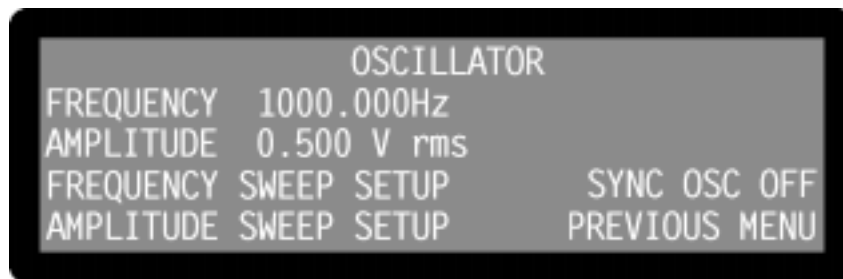 OSCILLATOR
FREQUENCY 1000.000Hz
AMPLITUDE 0.500 V rms
FREQUENCY SWEEP SETUP SYNC OSC OFF
AMPLITUDE SWEEP SETUP PREVIOUS MENU